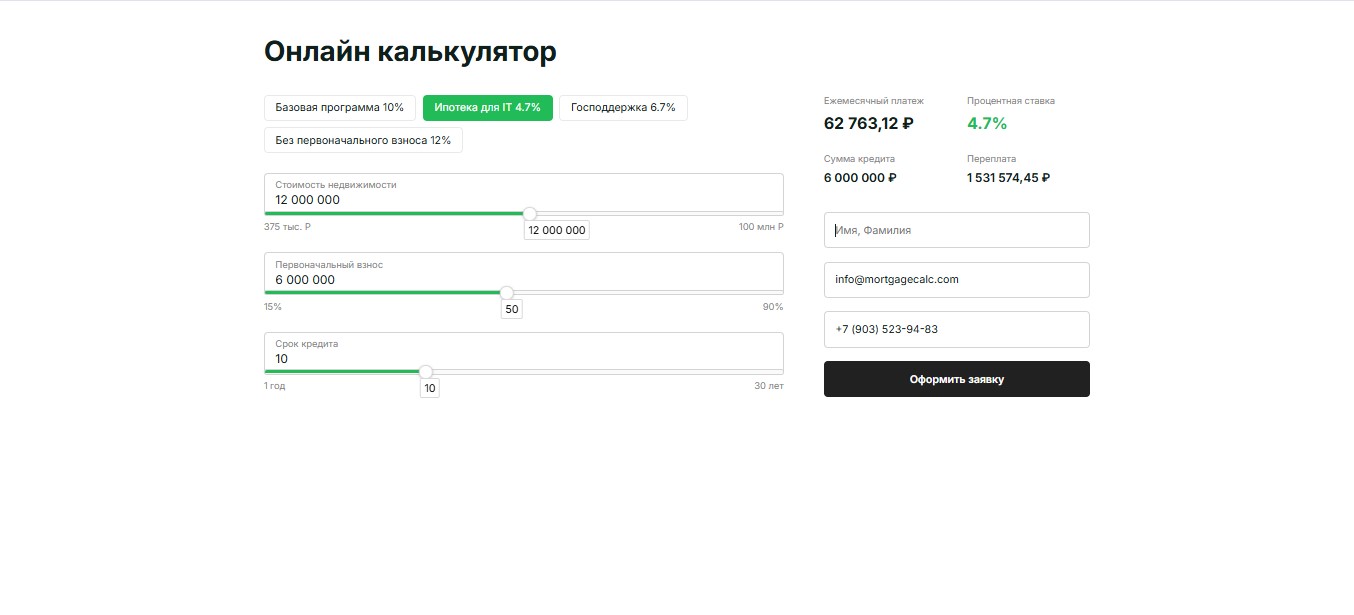 Онлайн калькулятор
Базовая программа 10%
Ипотека для IT 4.7%
Господдержка 6.7%
Без первоначального взноса 12%
Стоимость недвижимости
12 000 000
12 000 000
375 тыс. Р
100 млн Р
Первоначальный взнос
6 000 000
50
15%
90%
Срок кредита
10
10
1 год
30 лет
Ежемесячный платеж
62 763,12 ₽
Процентная ставка
4.7%
Сумма кредита
6 000 000 ₽
Переплата
1 531 574,45 ₽
Имя, Фамилия
info@mortgagecalc.com
+7 (903) 523-94-83
Оформить заявку